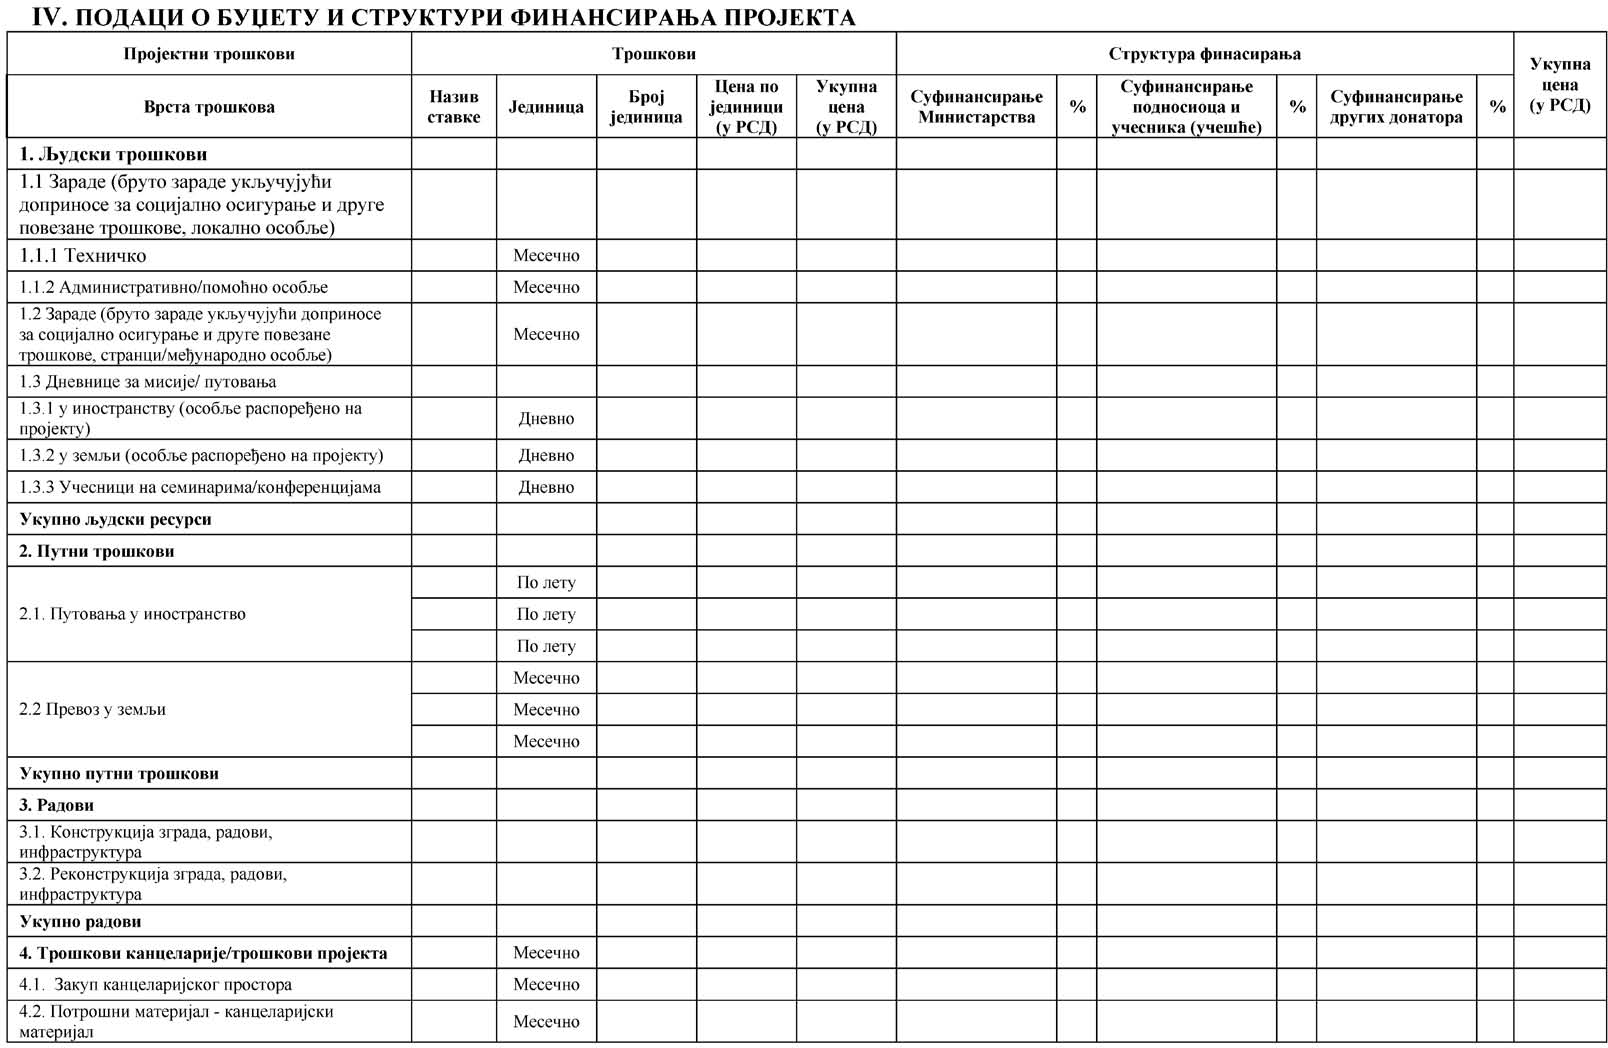 IV. ПОДАЦИ О БУЏЕТУ И СТРУКТУРИ ФИНАНСИРАЊА ПРОЈЕКТА
Пројектни трошкови
Трошкови
Структура финасирања
Укупна
цена
(у РСД)
Врста трошкова
Назив
ставке
Јединица
Број
јединица
Цена по
јединици
(у РСД)
Укупна
цена
(у РСД)
Суфинансирање
Министарства
%
Суфинансирање
подносиоца и
учесника (учешће)
%
Суфинансирање
других донатора
%
1. Људски трошкови
1.1 Зараде (бруто зараде укључујући
доприносе за социјално осигурање и друге
повезане трошкове, локално особље)
1.1.1 Техничко
Месечно
1.1.2 Административно/помоћно особље
Месечно
1.2 Зараде (бруто зараде укључујући доприносе
за социјално осигурање и друге повезане
трошкове, странци/међународно особље)
Месечно
1.3 Дневнице за мисије/ путовања
1.3.1 у иностранству (особље распоређено на
пројекту)
Дневно
1.3.2 у земљи (особље распоређено на пројекту)
Дневно
1.3.3 Учесници на семинарима/конференцијама
Дневно
Укупно људски ресурси
2. Путни трошкови
2.1. Путовања у иностранство
По лету
По лету
По лету
2.2 Превоз у земљи
Месечно
Месечно
Месечно
Укупно путни трошкови
3. Радови
3.1. Конструкција зграда, радови,
инфраструктура
3.2. Реконструкција зграда, радови,
инфраструктура
Укупно радови
4. Трошкови канцеларије/трошкови пројекта
Месечно
4.1. Закуп канцеларијског простора
Месечно
4.2. Потрошни материјал - канцеларијски
материјал
Месечно